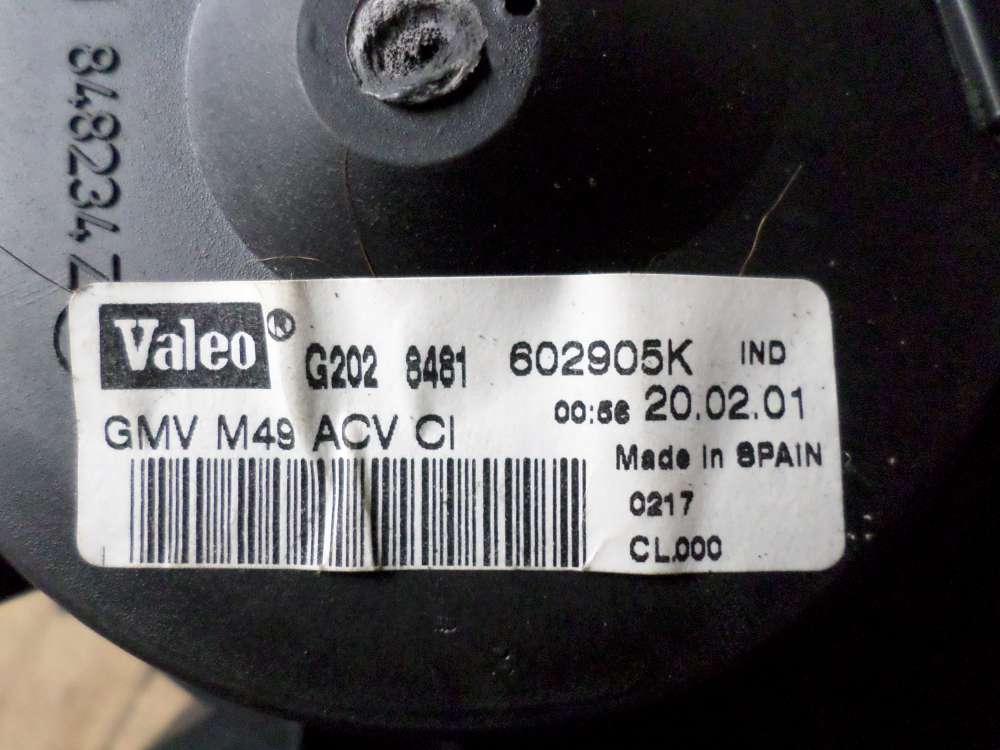 848234 Z
Valeo ® G202 8481 602905K IND
00:56 20.02.01
GMV M49 ACV CI
Made in SPAIN
0217
CL.000